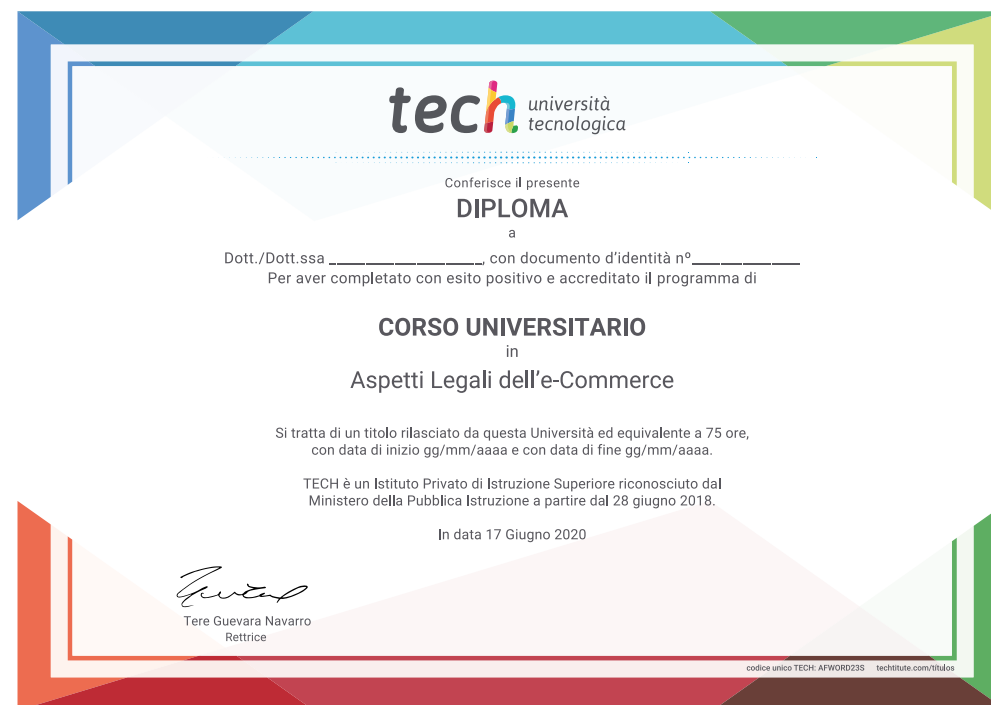 tech università
tecnologica
Conferisce il presente
DIPLOMA
a
Dott./Dott.ssa ____________________, con documento d'identità nº______________
Per aver completato con esito positivo e accreditato il programma di
CORSO UNIVERSITARIO
in
Aspetti Legali dell'e-Commerce
Si tratta di un titolo rilasciato da questa Università ed equivalente a 75 ore,
con data di inizio gg/mm/aaaa e con data di fine gg/mm/aaaa.
TECH è un Istituto Privato di Istruzione Superiore riconosciuto dal
Ministero della Pubblica Istruzione a partire dal 28 giugno 2018.
In data 17 Giugno 2020
Tere Guevara Navarro
Rettrice
codice unico TECH: AFWORD23S techtitute.com/títulos